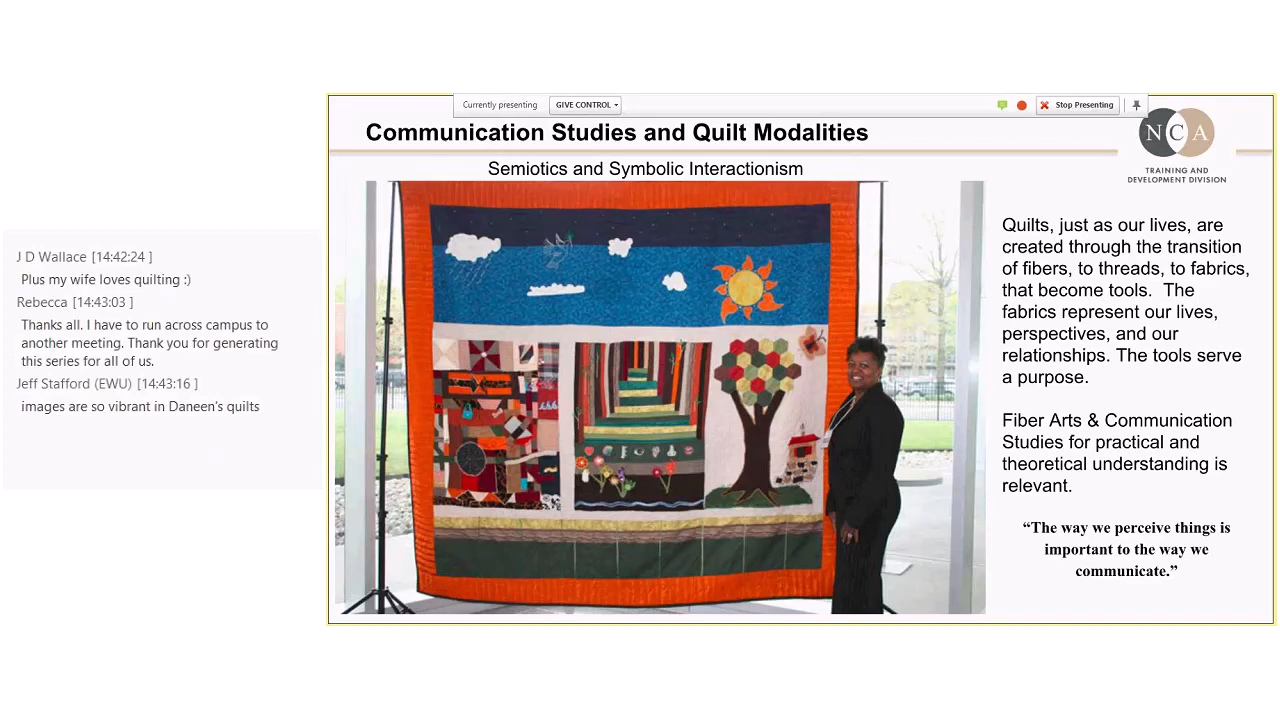 J D Wallace [14:42:24 ]
Plus my wife loves quilting :)
Rebecca [14:43:03 ]
Thanks all. I have to run across campus to
another meeting. Thank you for generating
this series for all of us.
Jeff Stafford (EWU) [14:43:16 ]
images are so vibrant in Daneen's quilts
Currently presenting
GIVE CONTROL
Stop Presenting
Communication Studies and Quilt Modalities
NCA
TRAINING AND
DEVELOPMENT DIVISION
Semiotics and Symbolic Interactionism
Quilts, just as our lives, are
created through the transition
of fibers, to threads, to fabrics,
that become tools.  The
fabrics represent our lives,
perspectives, and our
relationships. The tools serve
a purpose.
Fiber Arts & Communication
Studies for practical and
theoretical understanding is
relevant.
“The way we perceive things is
important to the way we
communicate.”